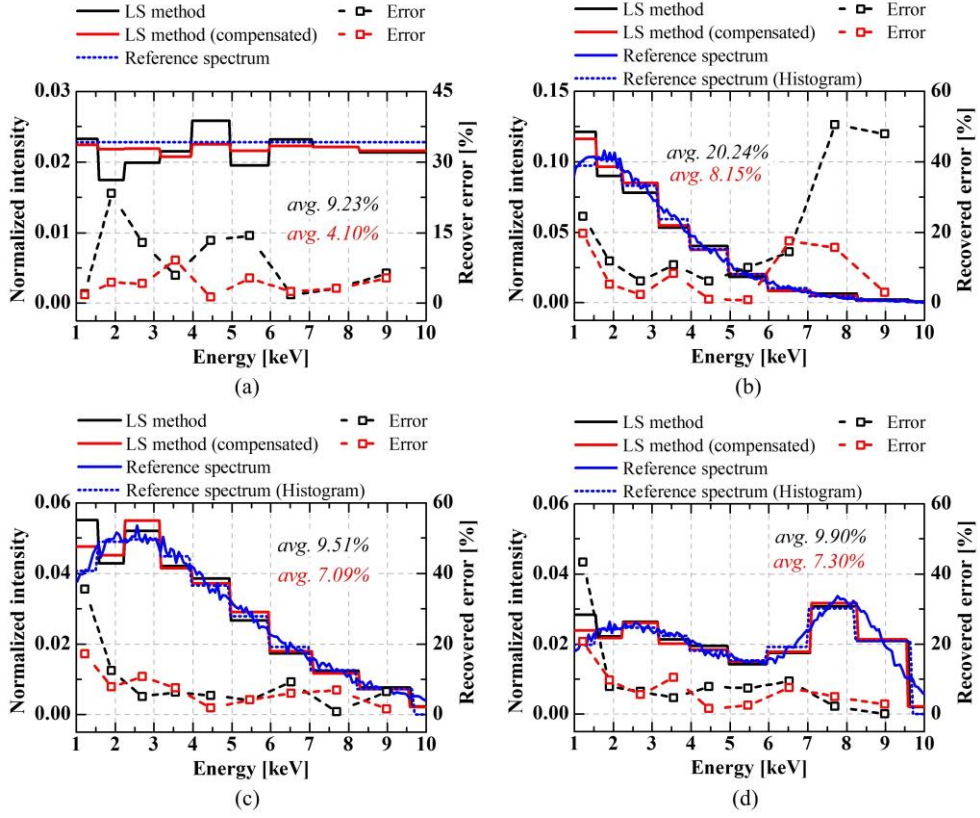 LS method Error
LS method (compensated) Error
Reference spectrum
0.03 45
0.02 30
0.01 15
0.00 0
Normalized intensity
Recover error [%]
avg. 9.23%
avg. 4.10%
1 2 3 4 5 6 7 8 9 10
Energy [keV]
(a)
LS method Error
LS method (compensated) Error
Reference spectrum
Reference spectrum (Histogram)
0.15 60
0.10 40
0.05 20
0.00 0
Normalized intensity
Recovered error [%]
avg. 20.24%
avg. 8.15%
1 2 3 4 5 6 7 8 9 10
Energy [keV]
(b)
LS method Error
LS method (compensated) Error
Reference spectrum
Reference spectrum (Histogram)
0.06 60
0.04 40
0.02 20
0.00 0
Normalized intensity
Recovered error [%]
avg. 9.51%
avg. 7.09%
1 2 3 4 5 6 7 8 9 10
Energy [keV]
(c)
LS method Error
LS method (compensated) Error
Reference spectrum
Reference spectrum (Histogram)
0.06 60
0.04 40
0.02 20
0.00 0
Normalized intensity
Recovered error [%]
avg. 9.90%
avg. 7.30%
1 2 3 4 5 6 7 8 9 10
Energy [keV]
(d)